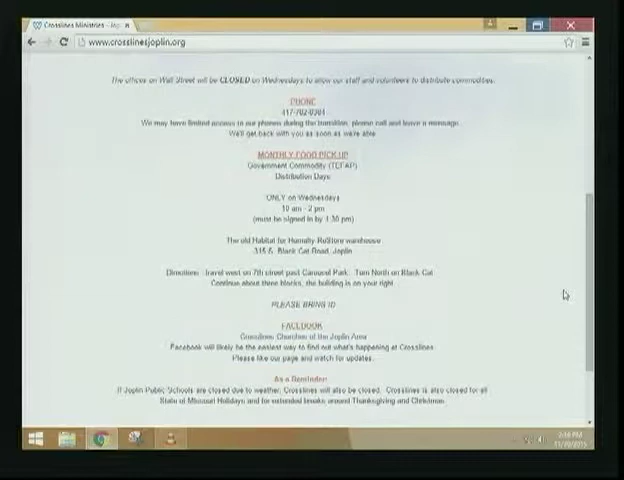 Crosslines Ministries
www.crosslinesjoplin.org
The offices on Wall Street will be CLOSED on Wednesdays to allow our staff and volunteers to distribute commodities.
PHONE
We may have limited access to our phones during the transition, please call and leave a message.
We'll get back with you as soon as we're able
MONTHLY FOOD PICK UP
Government Commodity (TEFAP)
Distribution Days
ONLY on Wednesdays
10 am - 2 pm
(must be signed in by 1:30 pm)
The old Habitat for Humanity ReStore warehouse
315 S. Black Cat Road, Joplin
Directions: travel west on 7th street past Carousel Park. Turn North on Black Cat
Continue about three blocks, the building is on your right
PLEASE BRING ID
FACEBOOK
Crosslines Churches of the Joplin Area
Facebook will likely be the easiest way to find out what's happening at Crosslines
Please like our page and watch for updates.
As a Reminder:
If Joplin Public Schools are closed due to weather, Crosslines will also be closed. Crosslines is also closed for all
State of Missouri Holidays and for extended breaks around Thanksgiving and Christmas